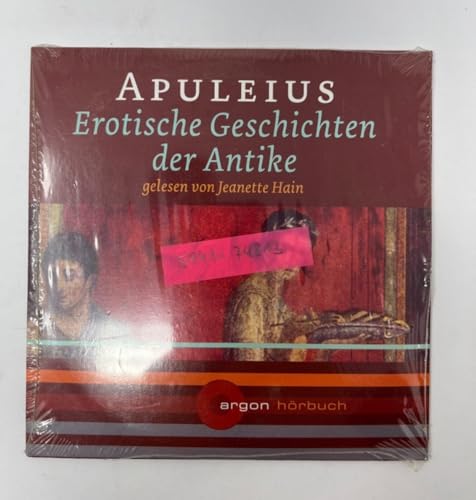 APULEIUS
Erotische Geschichten
der Antike
gelesen von Jeanette Hain
argon hörbuch